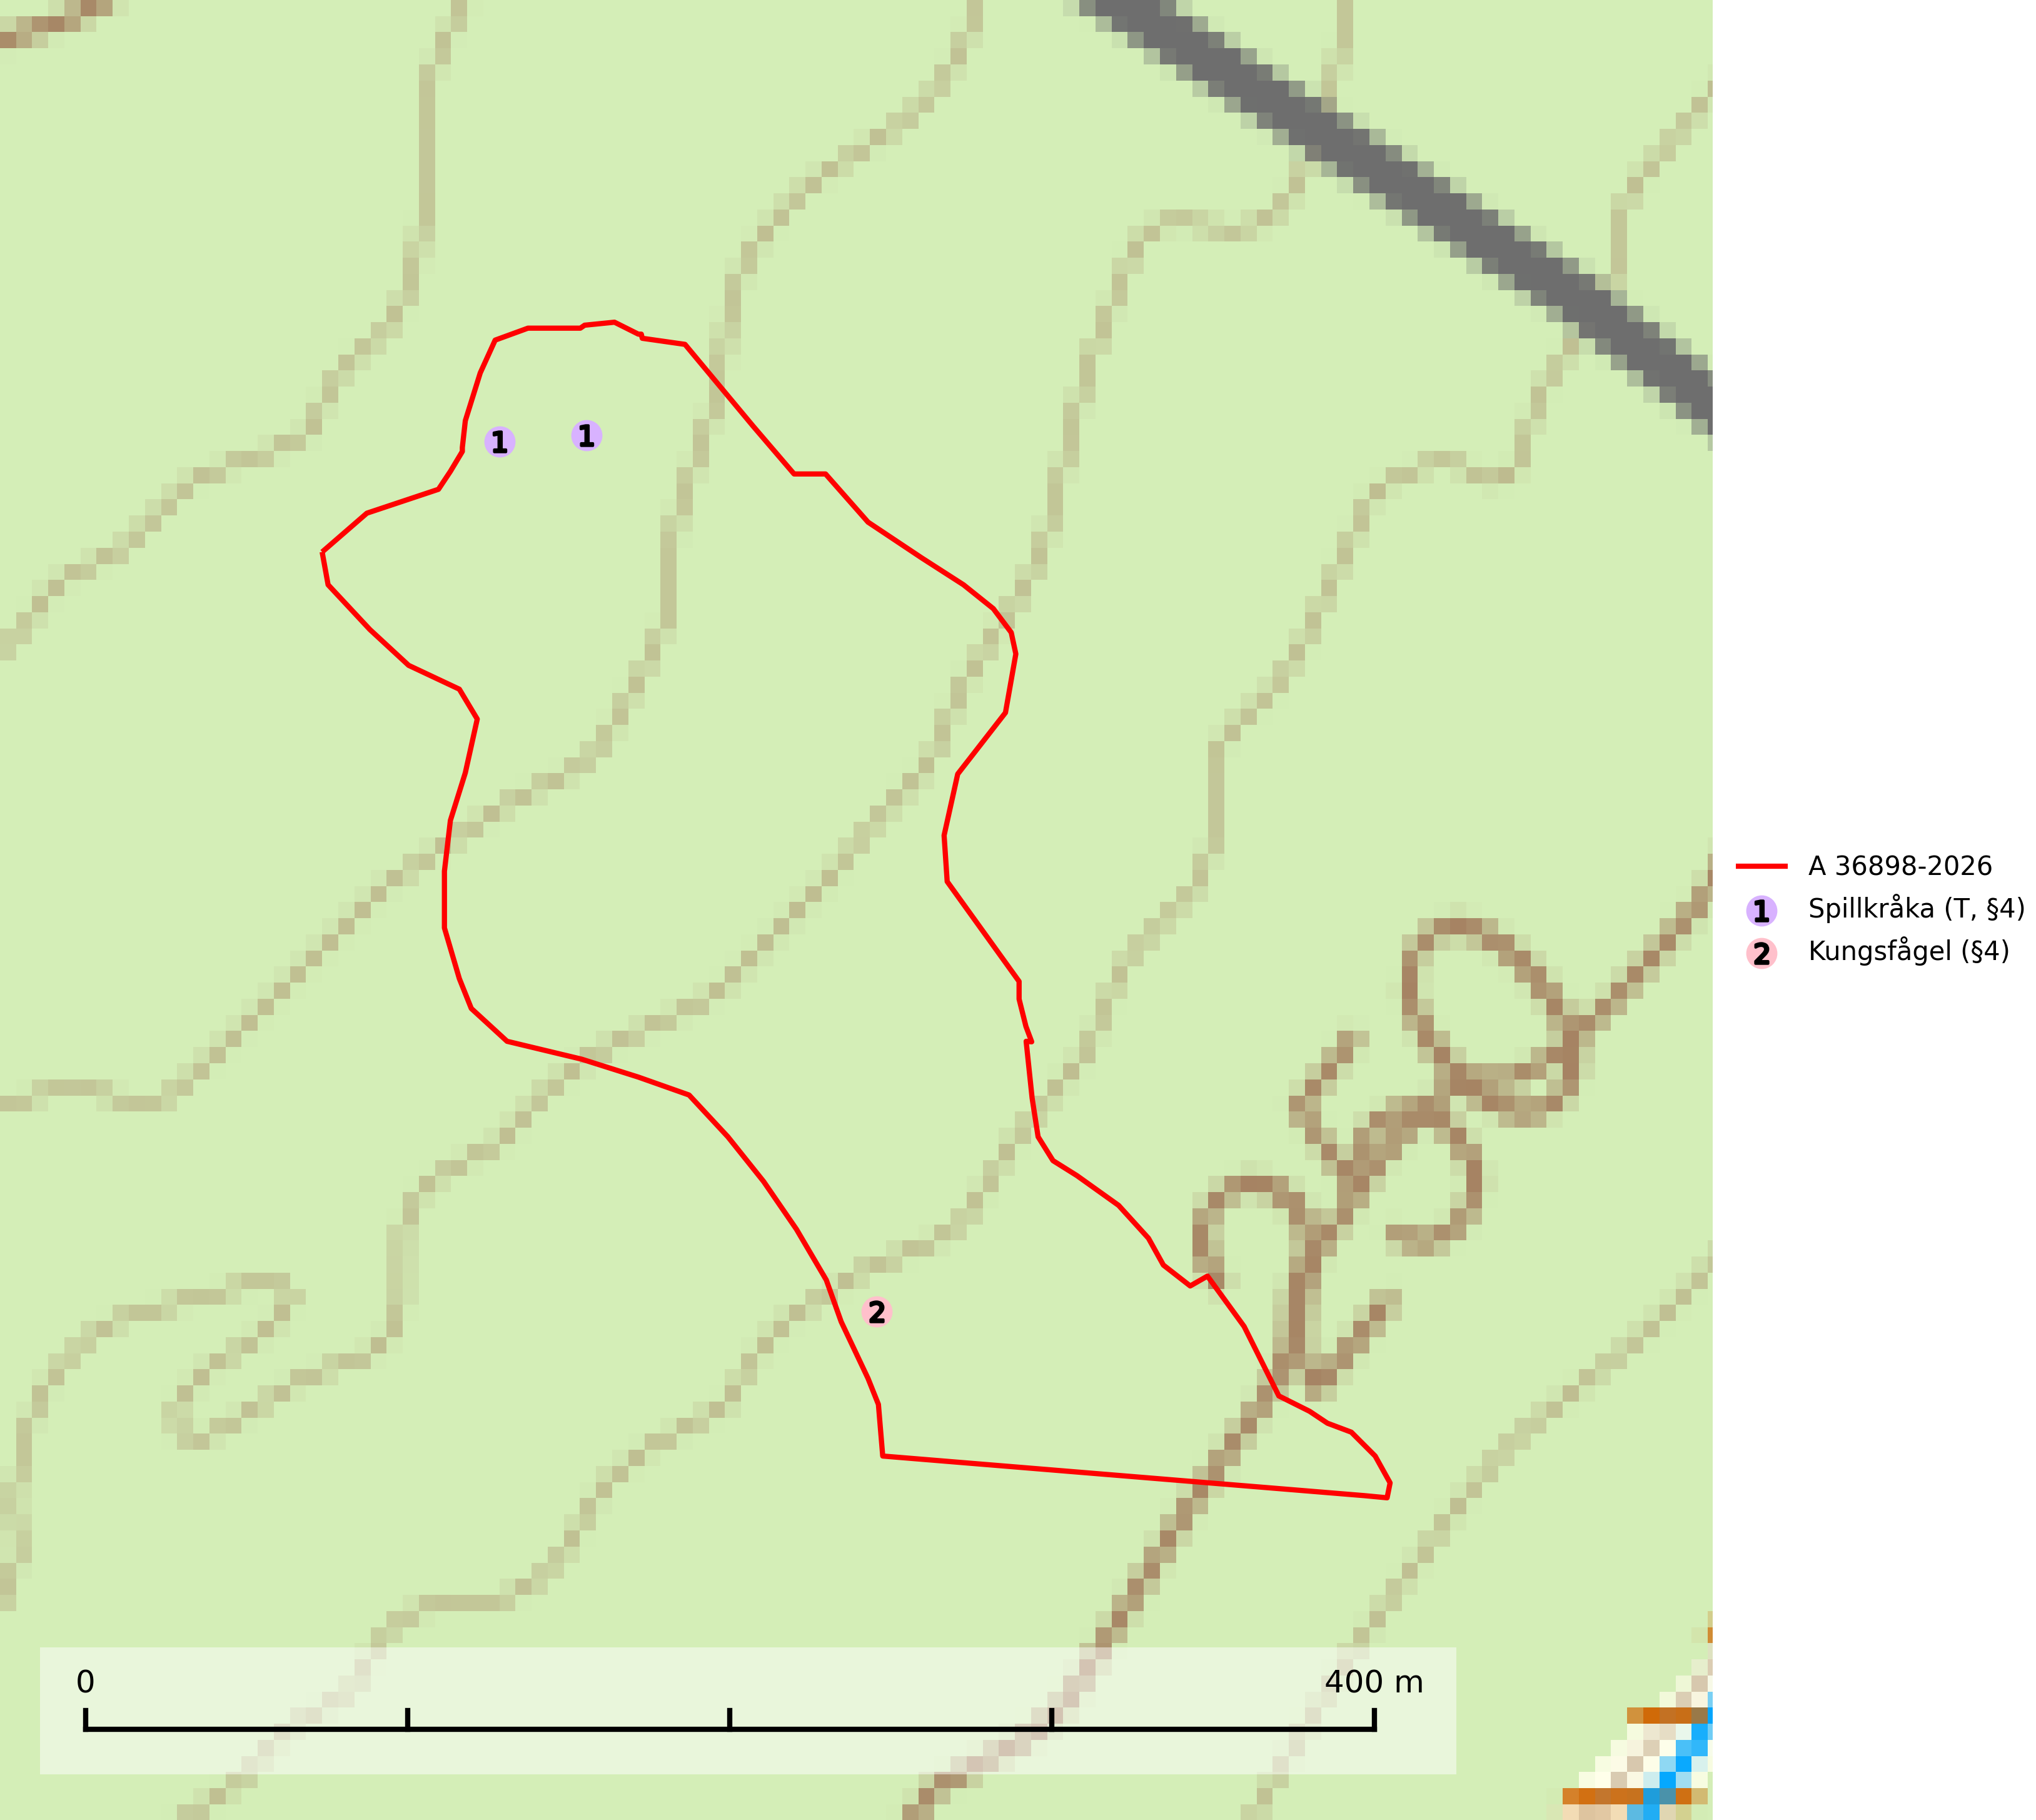 1
1
A 36898-2026
1 Spillkråka (T, §4)
2 Kungsfågel (§4)
2
0 400 m